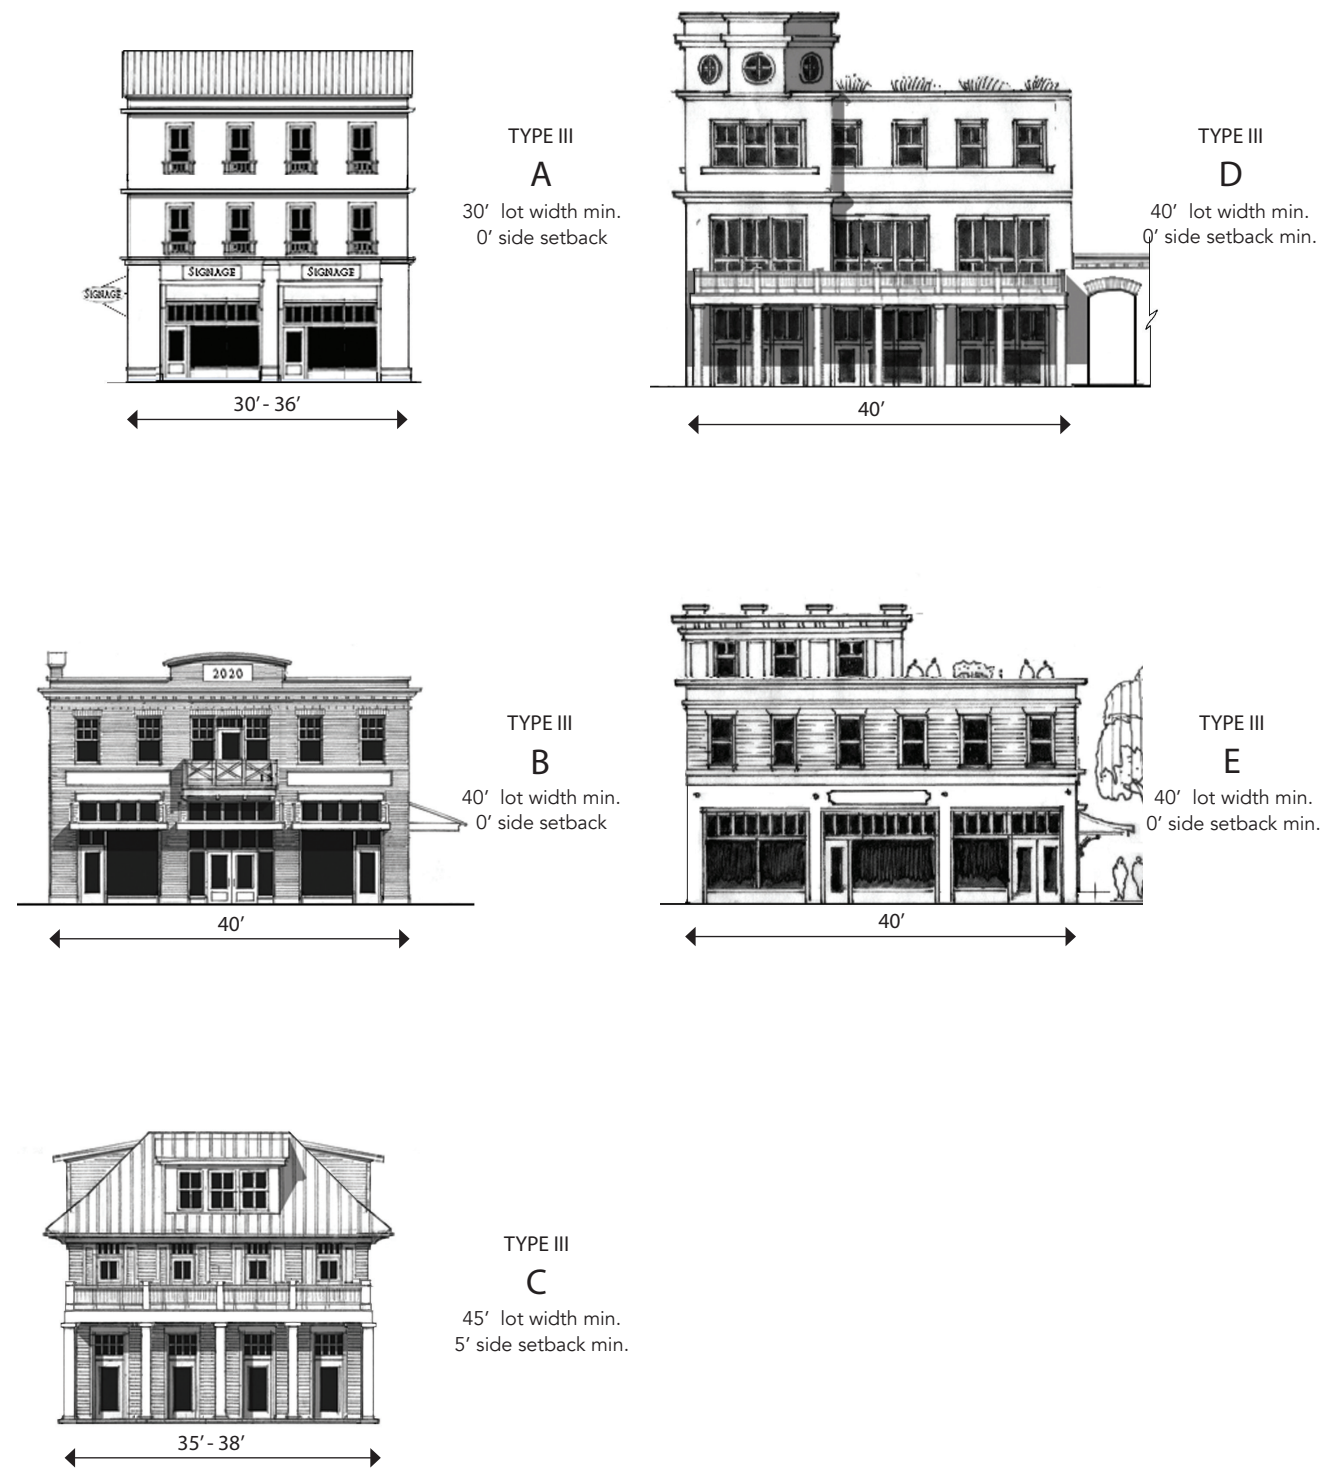 SIGNAGE
SIGNAGE
SIGNAGE
30' - 36'
TYPE III
A
30' lot width min.
0' side setback
40'
TYPE III
D
40' lot width min.
0' side setback min.
2020
40'
TYPE III
B
40' lot width min.
0' side setback
40'
TYPE III
E
40' lot width min.
0' side setback min.
35' - 38'
TYPE III
C
45' lot width min.
5' side setback min.